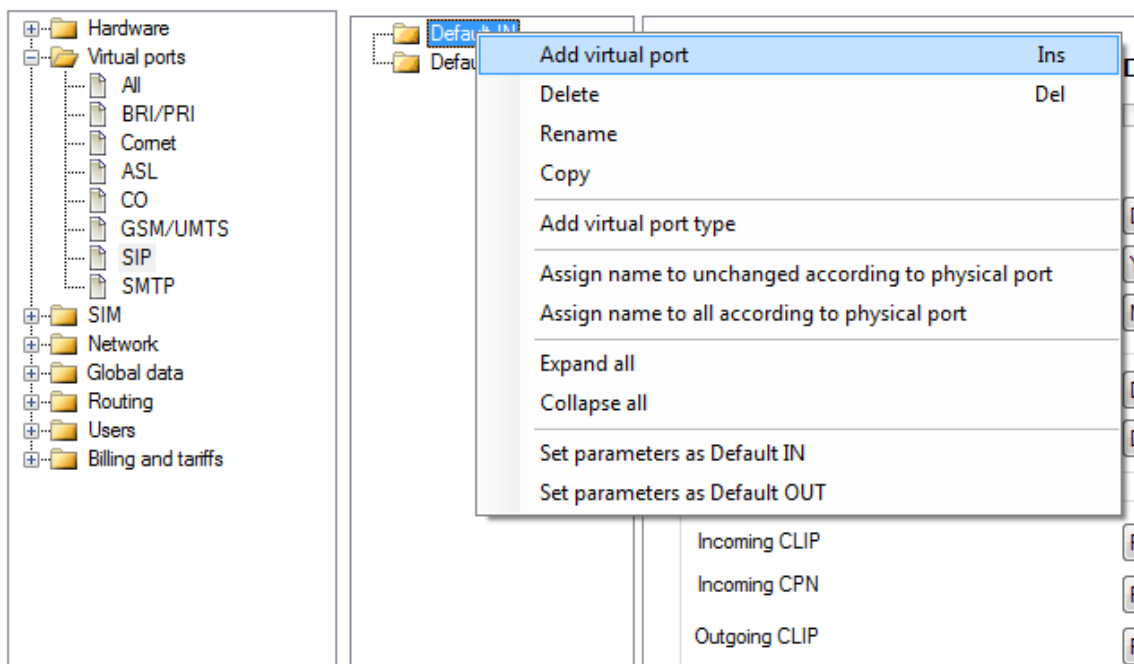 Hardware
Virtual ports
All
BRI/PRI
Cornet
ASL
CO
GSM/UMTS
SIP
SMTP
SIM
Network
Global data
Routing
Users
Billing and tariffs
Default IN
Add virtual port Ins
Delete Del
Rename
Copy
Add virtual port type
Assign name to unchanged according to physical port
Assign name to all according to physical port
Expand all
Collapse all
Set parameters as Default IN
Set parameters as Default OUT
Incoming CLIP
Incoming CPN
Outgoing CLIP